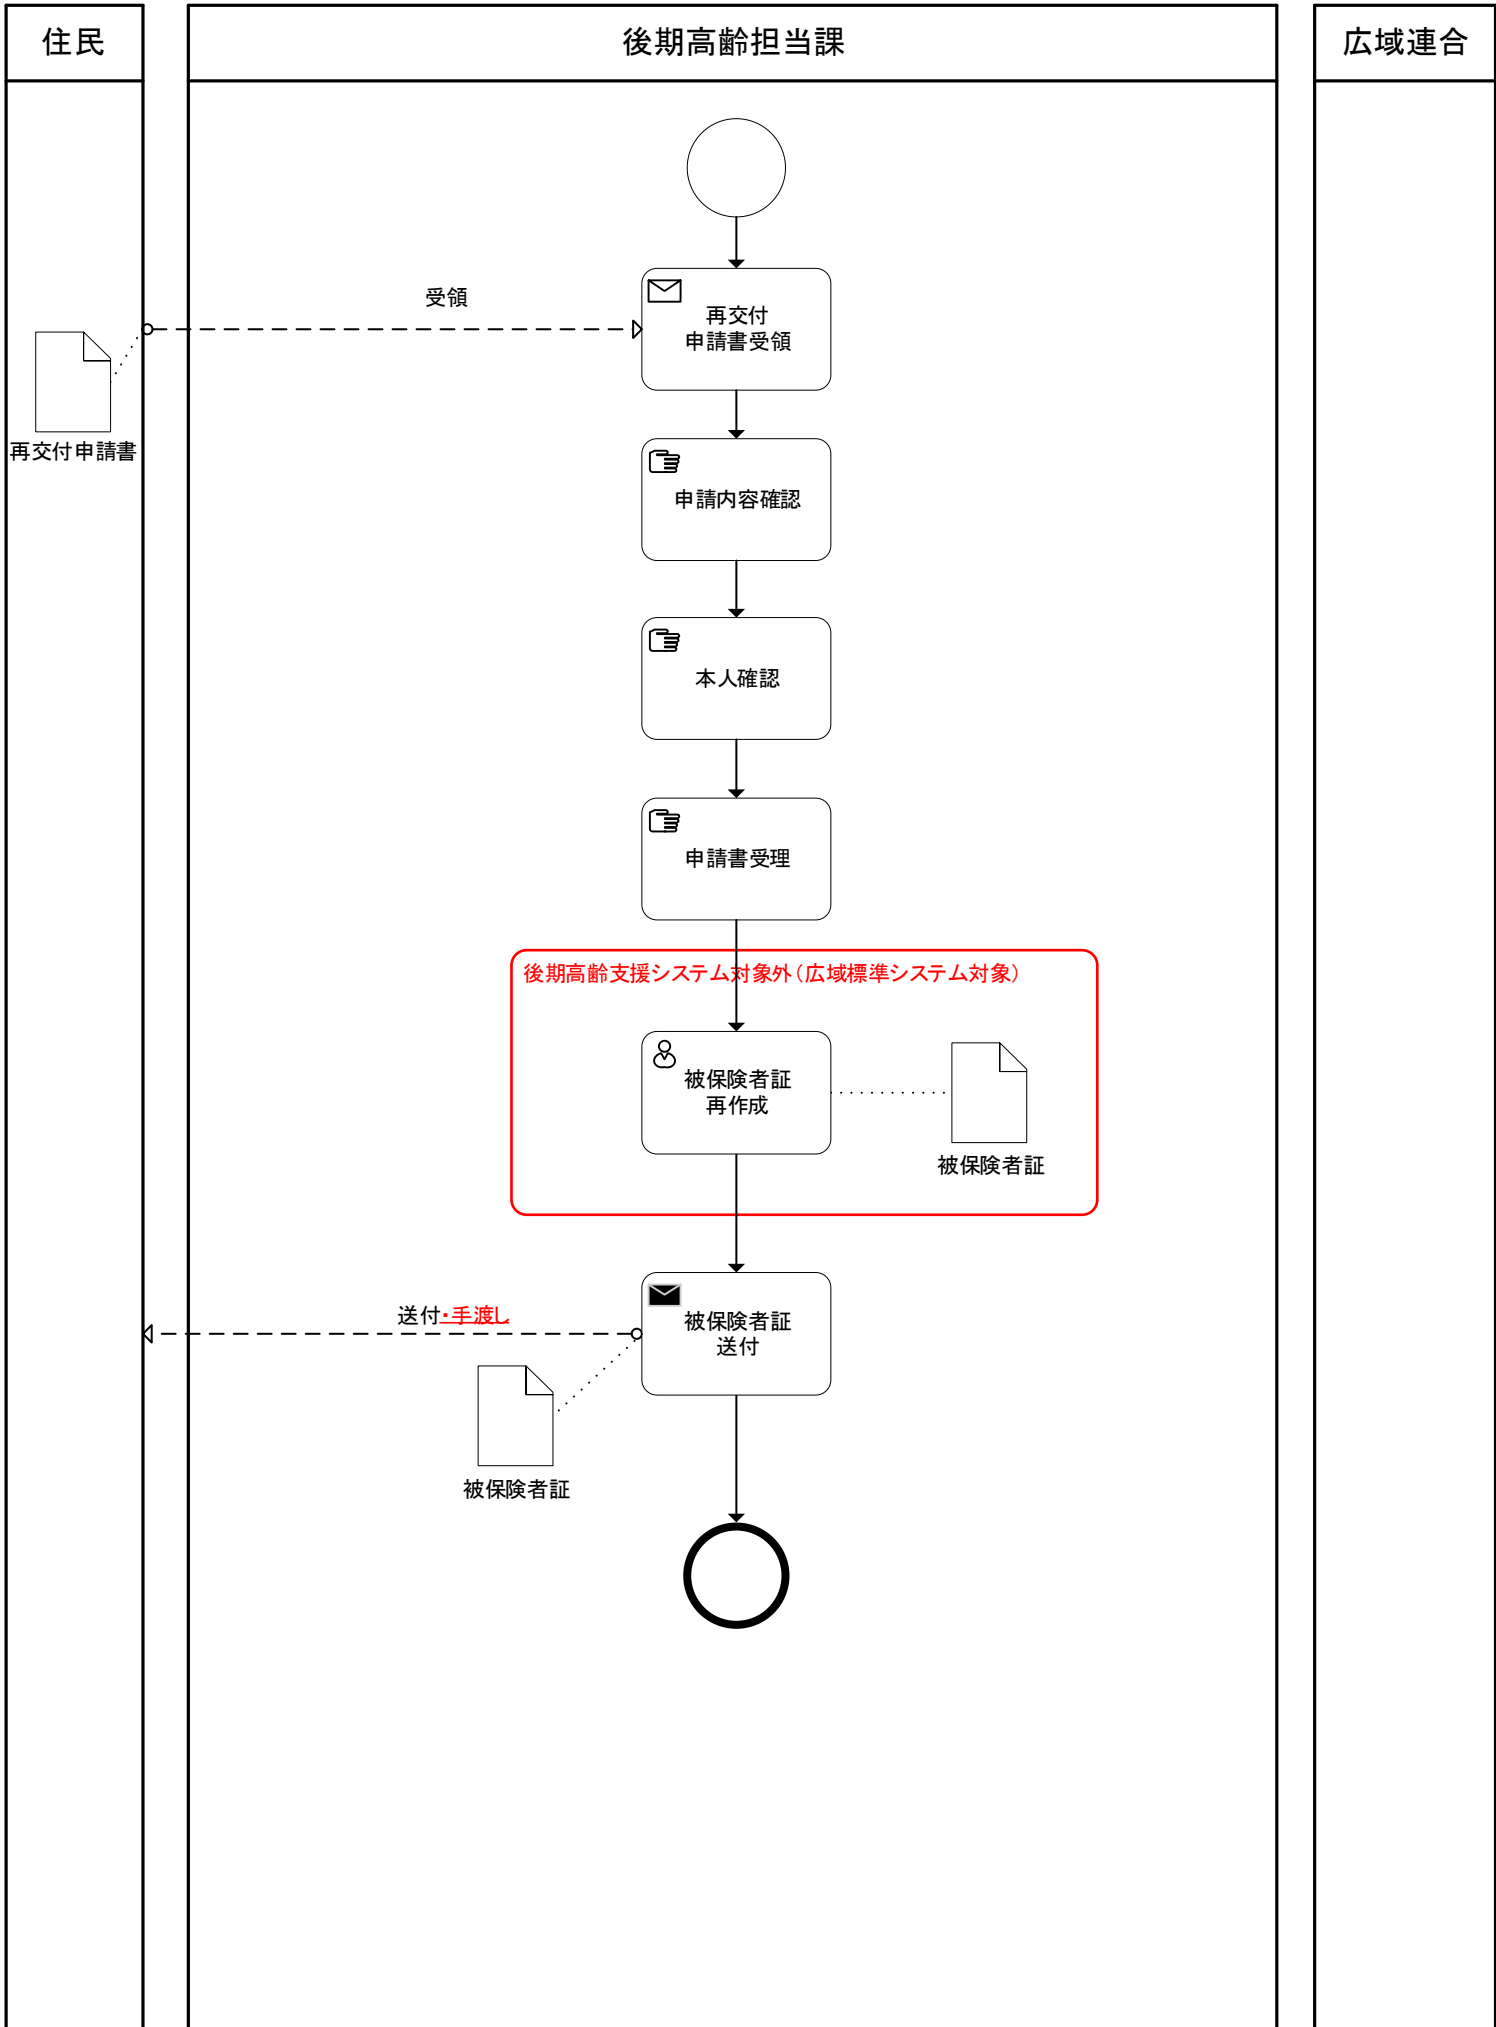 住民
後期高齢担当課
広域連合
受領
再交付
申請書受領
再交付申請書
申請内容確認
本人確認
申請書受理
後期高齢支援システム対象外（広域標準システム対象）
被保険者証
再作成
被保険者証
送付・手渡し
被保険者証
送付
被保険者証